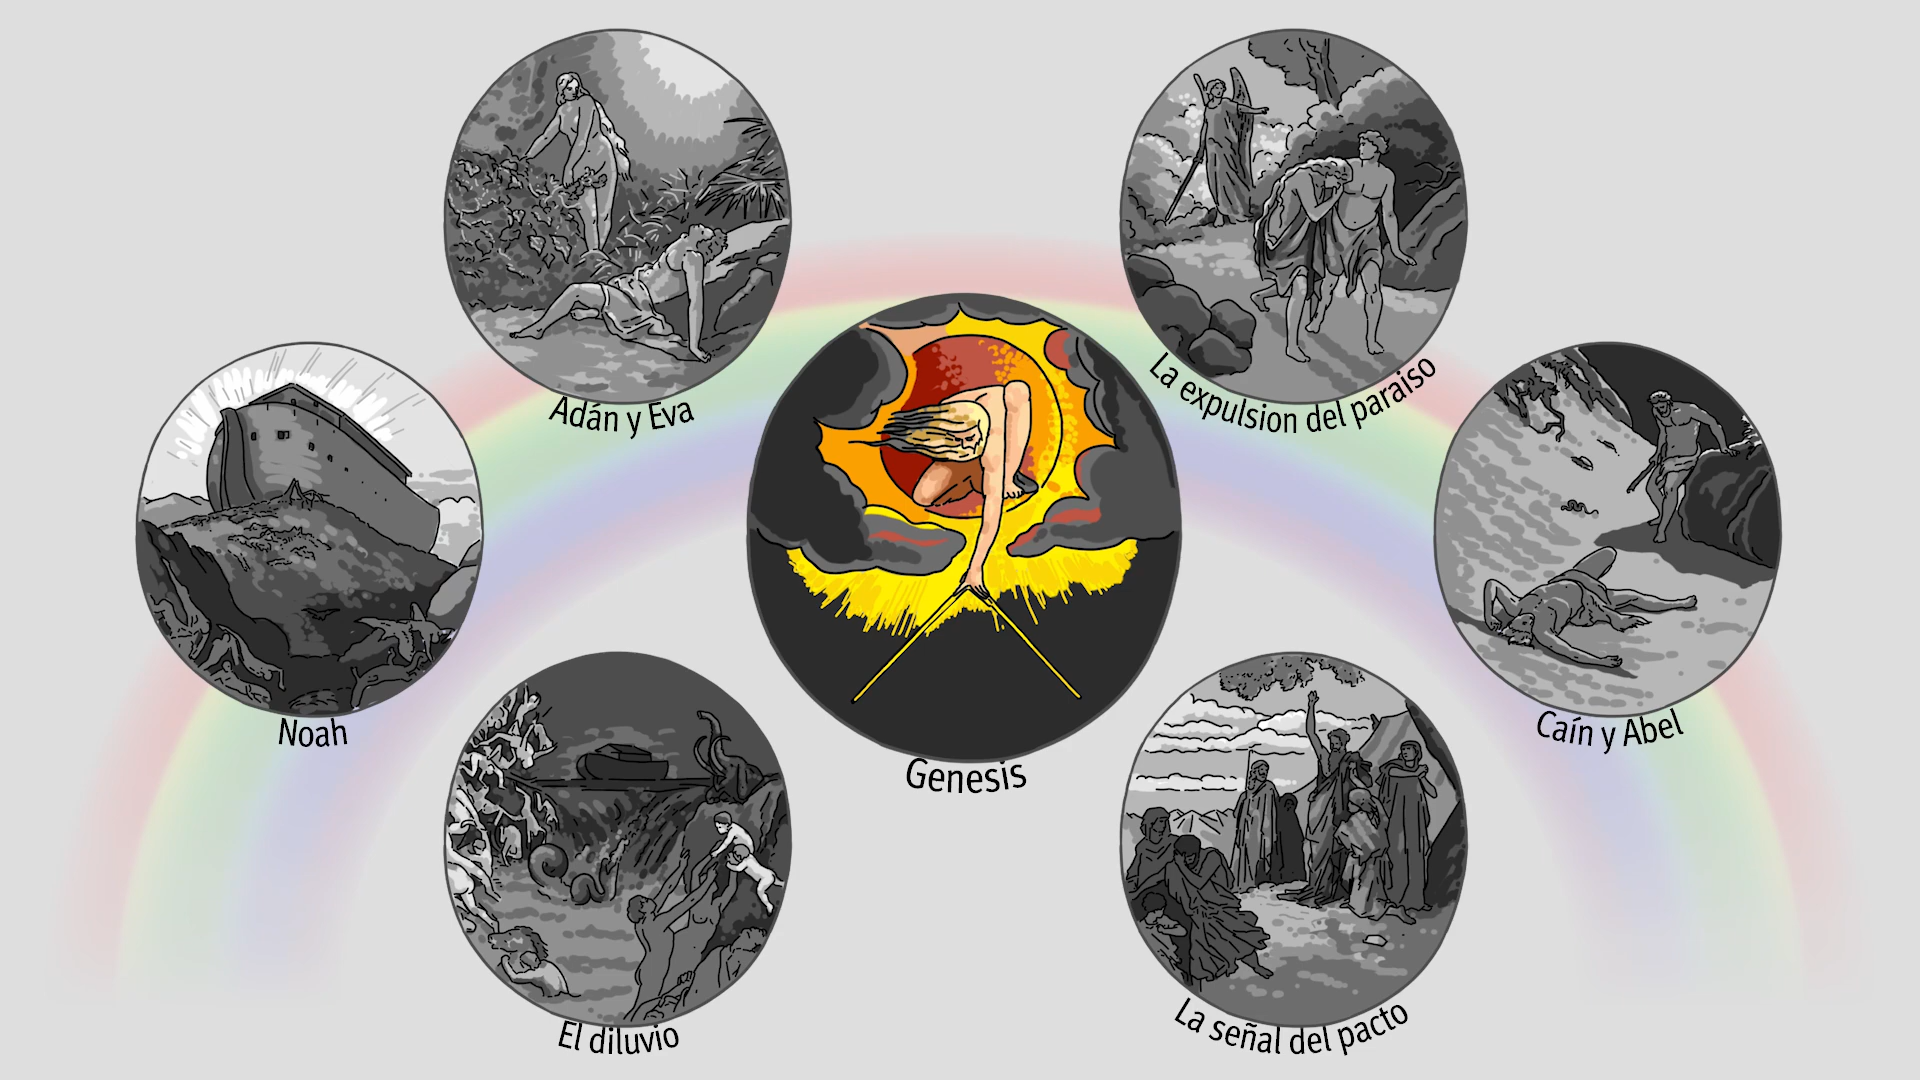 Adán y Eva
La expulsion del paraiso
Noah
Genesis
Caín y Abel
El diluvio
La señal del pacto